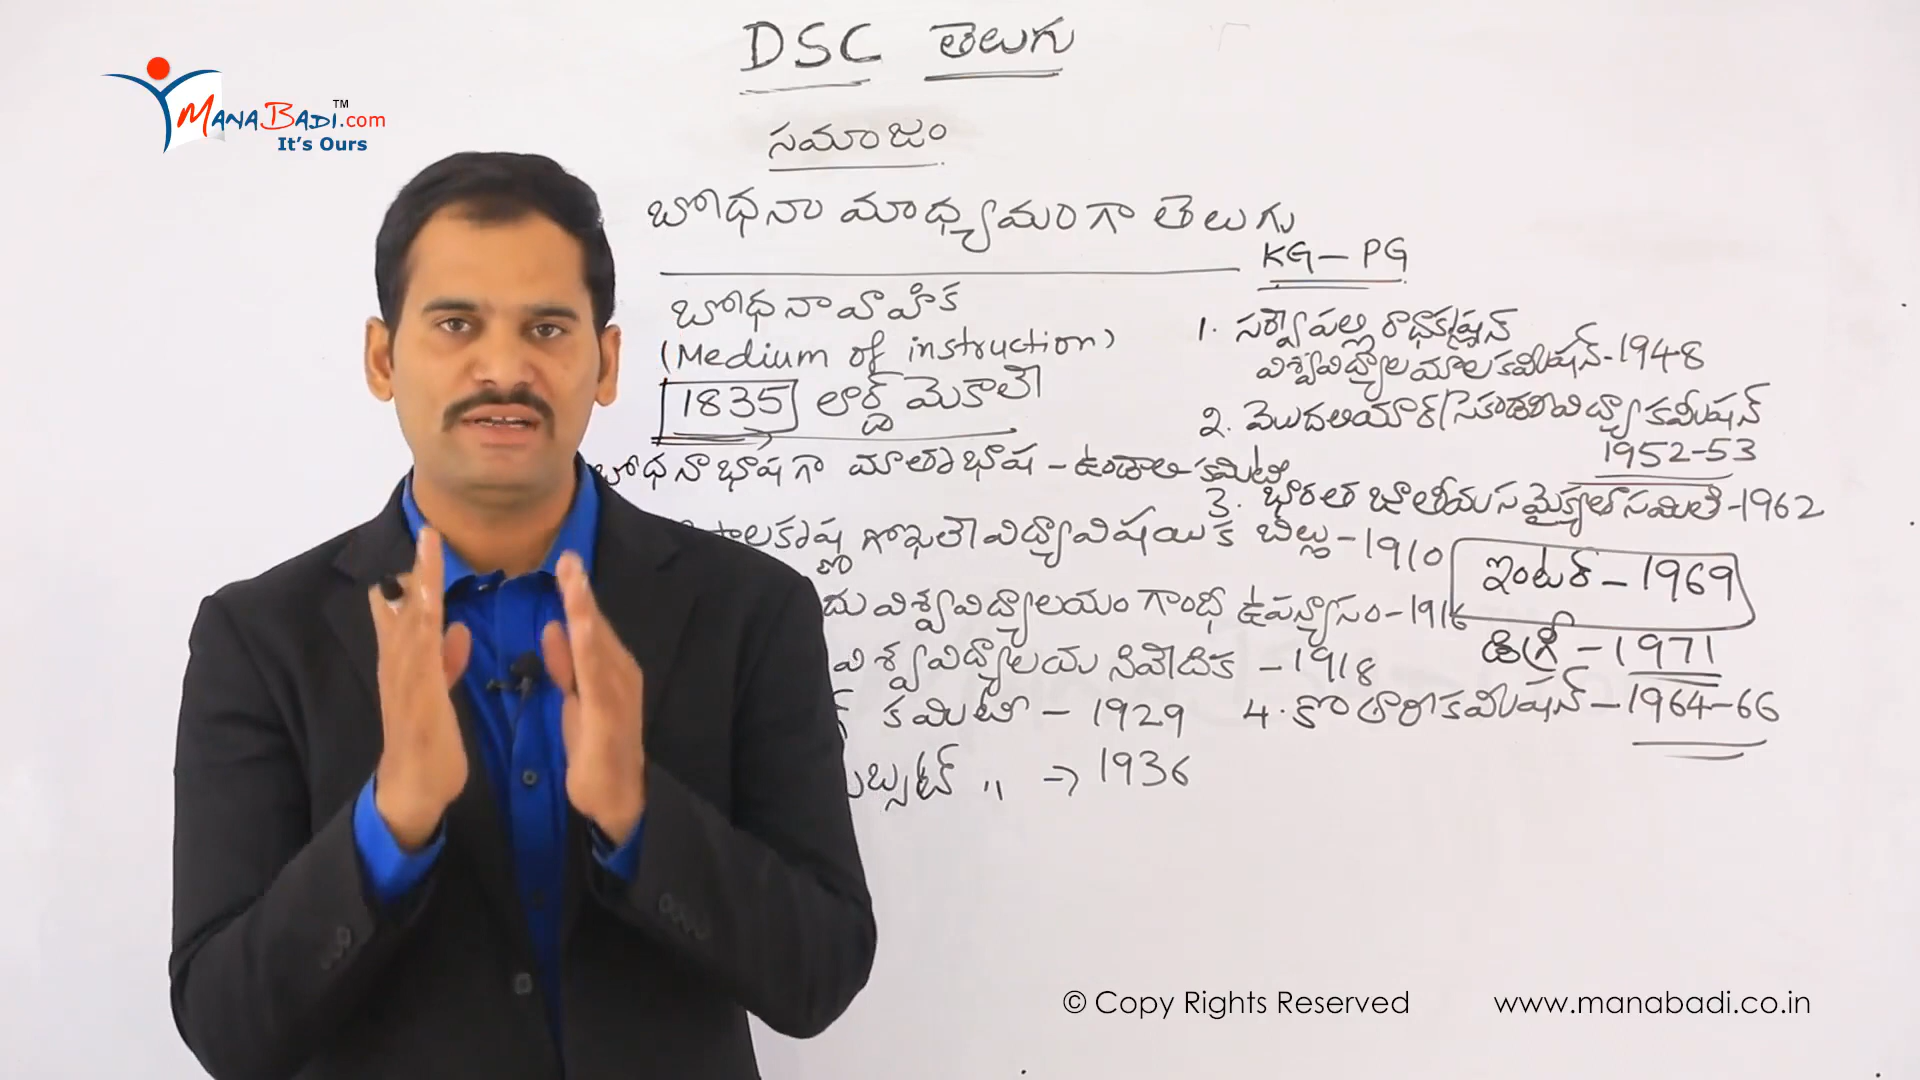 MANABADI.com™
It's Ours
DSC తెలుగు
సమాజం
బోధనా మాధ్యమంగా తెలుగు
KG - PG
బోధనావాహిక
(Medium of instruction)
1835 లార్డ్ మెకాలే
బోధనాభాషగా మాతృభాష - ఉండాలి కమిటీ
గోఖలే విద్యావిషయిక బిల్లు - 1910
విశ్వవిద్యాలయం గాంధీ ఉపన్యాసం - 1916
విశ్వవిద్యాలయ నివేదిక - 1918
కమిటీ - 1929
" → 1936
1. సర్వేపల్లి రాధాకృష్ణన్
విశ్వవిద్యాలయాల కమీషన్ - 1948
2. మొదలియార్/సెకండరీ విద్యా కమీషన్
1952-53
3. భారత జాతీయ సమైక్యతా సమితి - 1962
ఇంటర్ - 1969
డిగ్రీ - 1971
4. కొఠారి కమీషన్ - 1964-66
© Copy Rights Reserved www.manabadi.co.in